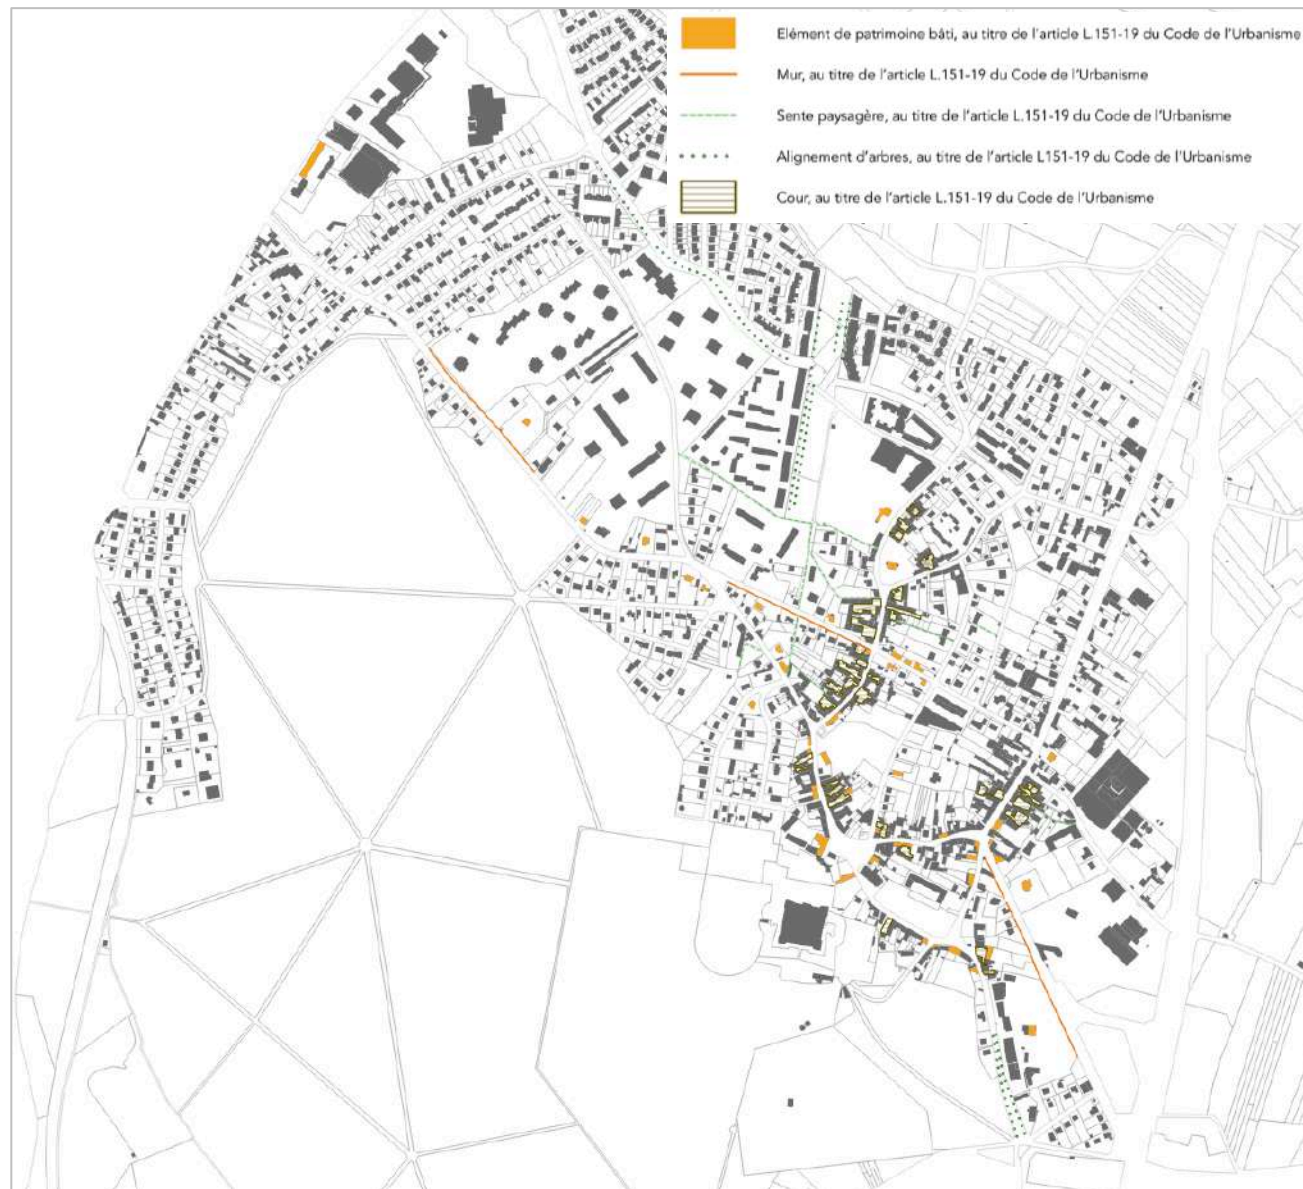 Elément de patrimoine bâti, au titre de l'article L.151-19 du Code de l'Urbanisme
Mur, au titre de l'article L.151-19 du Code de l'Urbanisme
Sente paysagère, au titre de l'article L.151-19 du Code de l'Urbanisme
Alignement d'arbres, au titre de l'article L151-19 du Code de l'Urbanisme
Cour, au titre de l'article L.151-19 du Code de l'Urbanisme